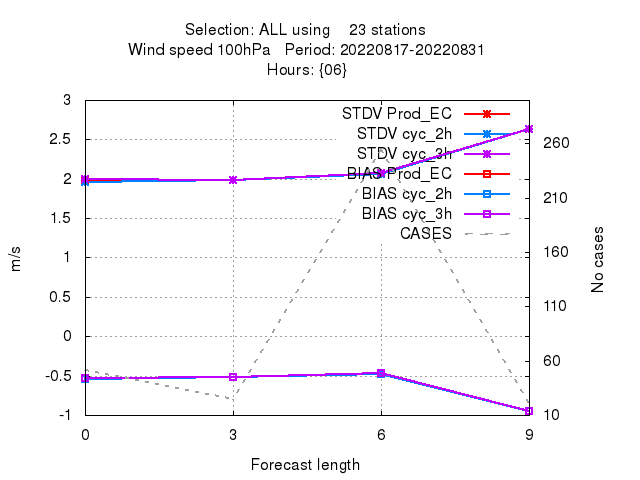 Selection: ALL using    23 stations
Wind speed 100hPa   Period: 20220817-20220831
Hours: {06}
STDV Prod_EC
STDV cyc_2h
STDV cyc_3h
BIAS Prod_EC
BIAS cyc_2h
BIAS cyc_3h
CASES
3
2.5
2
1.5
1
0.5
0
-0.5
-1
m/s
260
210
160
110
60
10
No cases
0 3 6 9
Forecast length